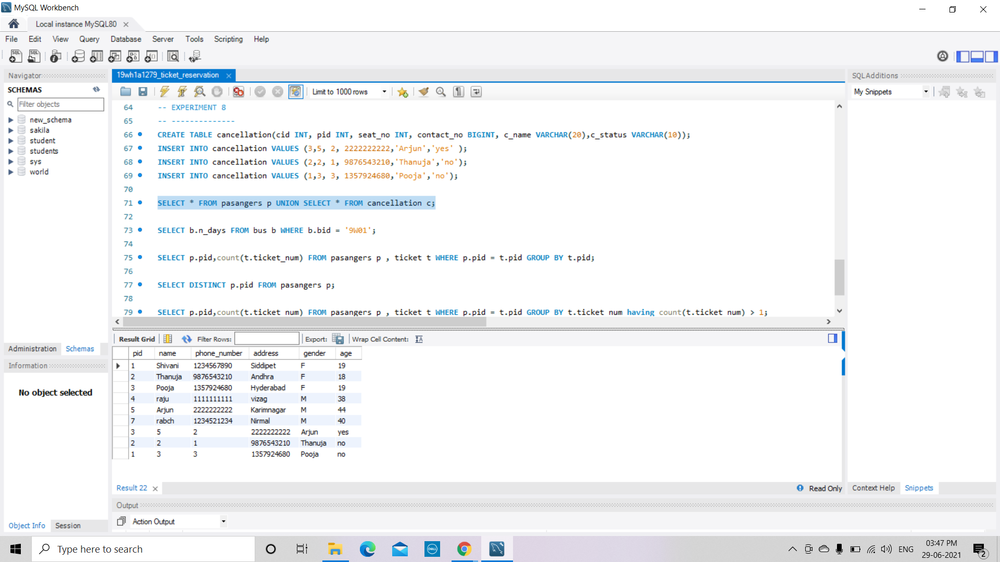 MySQL Workbench
Local instance MySQL80
File Edit View Query Database Server Tools Scripting Help
Navigator
SCHEMAS
Filter objects
new_schema
sakila
student
students
sys
world
Administration Schemas
Information
No object selected
Object Info Session
19wh1a1279_ticket_reservation
Limit to 1000 rows
64 -- EXPERIMENT 8
65 -- --------------
66 CREATE TABLE cancellation(cid INT, pid INT, seat_no INT, contact_no BIGINT, c_name VARCHAR(20),c_status VARCHAR(10));
67 INSERT INTO cancellation VALUES (3,5, 2, 2222222222,'Arjun','yes' );
68 INSERT INTO cancellation VALUES (2,2, 1, 9876543210,'Thanuja','no');
69 INSERT INTO cancellation VALUES (1,3, 3, 1357924680,'Pooja','no');
70
71 SELECT * FROM pasangers p UNION SELECT * FROM cancellation c;
72
73 SELECT b.n_days FROM bus b WHERE b.bid = '9W01';
74
75 SELECT p.pid,count(t.ticket_num) FROM pasangers p , ticket t WHERE p.pid = t.pid GROUP BY t.pid;
76
77 SELECT DISTINCT p.pid FROM pasangers p;
78
79 SELECT p.pid,count(t.ticket_num) FROM pasangers p , ticket t WHERE p.pid = t.pid GROUP BY t.ticket_num having count(t.ticket_num) > 1;
Result Grid Filter Rows: Export: Wrap Cell Content:
pid name phone_number address gender age
1 Shivani 1234567890 Siddipet F 19
2 Thanuja 9876543210 Andhra F 18
3 Pooja 1357924680 Hyderabad F 19
4 raju 1111111111 vizag M 38
5 Arjun 2222222222 Karimnagar M 44
7 rabch 1234521234 Nirmal M 40
3 5 2 2222222222 Arjun yes
2 2 1 9876543210 Thanuja no
1 3 3 1357924680 Pooja no
Result 22
Read Only
Output
Action Output
SQLAdditions
My Snippets
Context Help Snippets
Type here to search
DELL
ENG
03:47 PM
29-06-2021
2